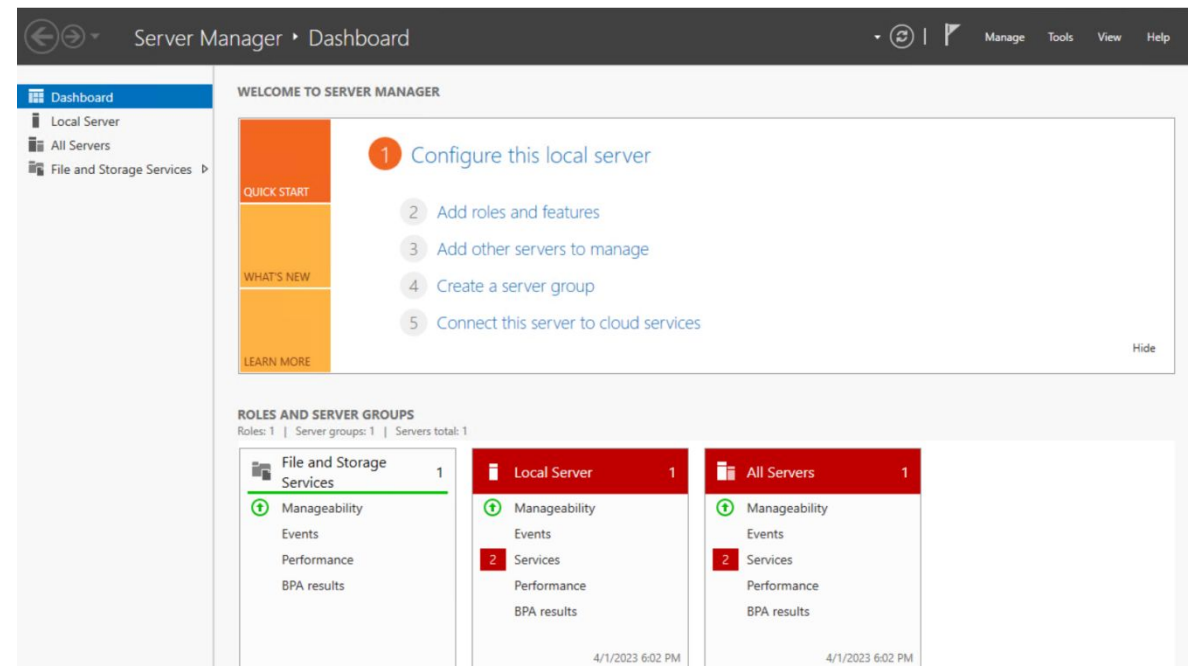 Server Manager ‣ Dashboard
Manage Tools View Help
Dashboard
Local Server
All Servers
File and Storage Services
WELCOME TO SERVER MANAGER
QUICK START
WHAT'S NEW
LEARN MORE
1 Configure this local server
2 Add roles and features
3 Add other servers to manage
4 Create a server group
5 Connect this server to cloud services
Hide
ROLES AND SERVER GROUPS
Roles: 1 | Server groups: 1 | Servers total: 1
File and Storage
Services 1
Manageability
Events
Performance
BPA results
Local Server 1
Manageability
Events
2 Services
Performance
BPA results
4/1/2023 6:02 PM
All Servers 1
Manageability
Events
2 Services
Performance
BPA results
4/1/2023 6:02 PM